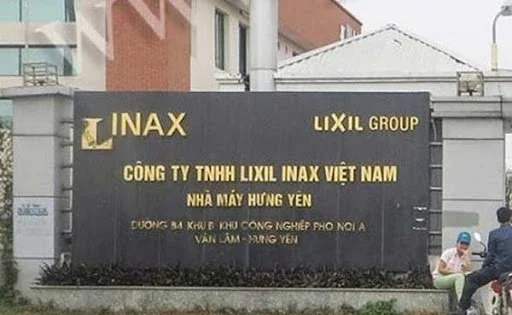 INAX
LIXIL GROUP
CÔNG TY TNHH LIXIL INAX VIỆT NAM
NHÀ MÁY HƯNG YÊN
ĐƯỜNG B4 KHU B KHU CÔNG NGHIỆP PHỐ NỐI A
VĂN LÂM - HƯNG YÊN